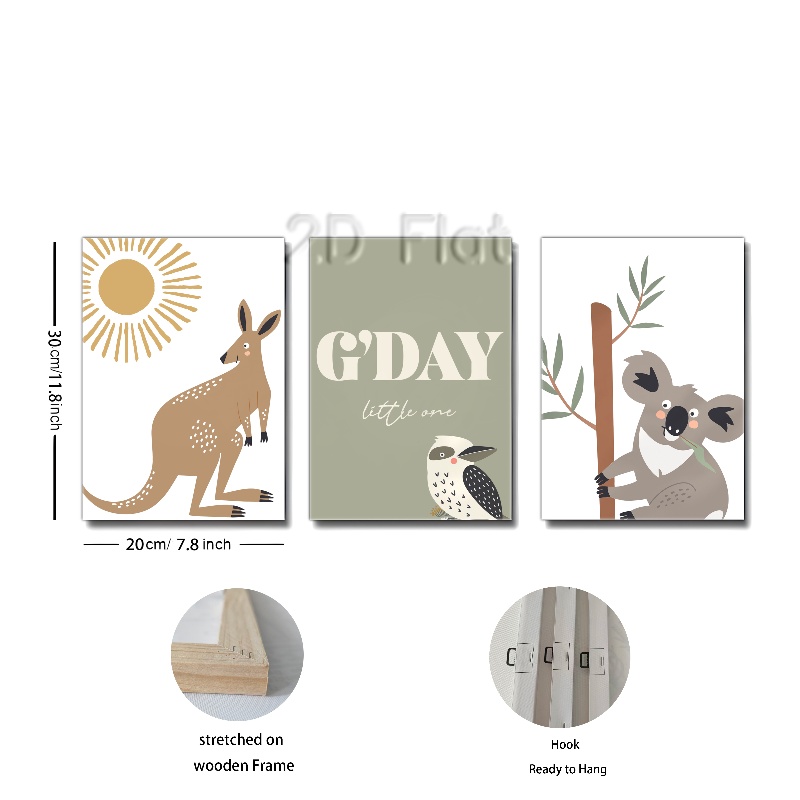 2D Flat
30cm/11.8inch
G'DAY
little one
20cm/ 7.8 inch
stretched on
wooden Frame
Hook
Ready to Hang